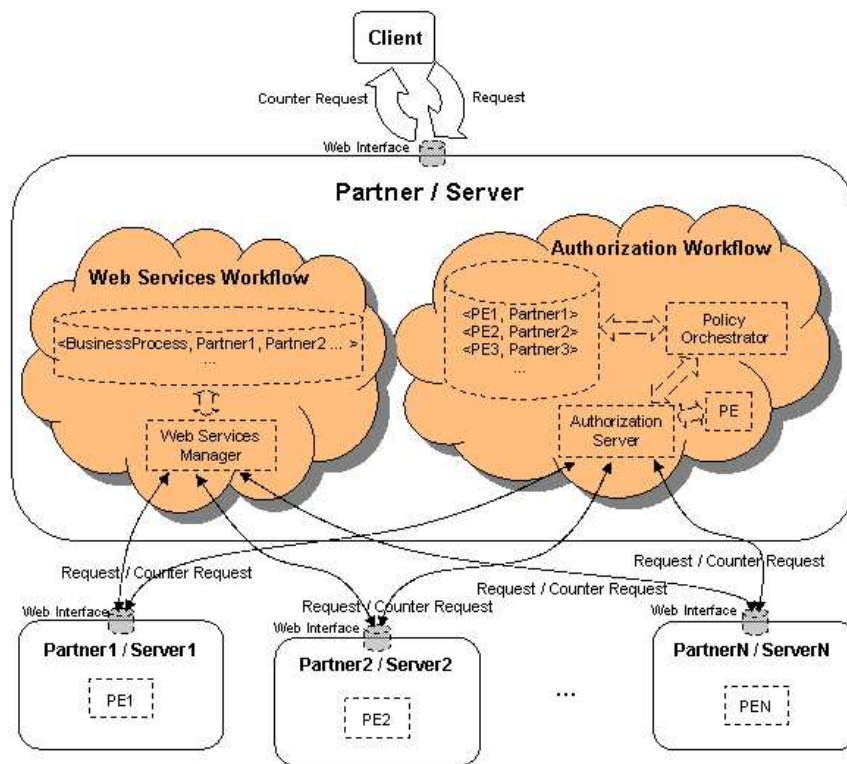 Client
Counter Request
Request
Web Interface
Partner / Server
Web Services Workflow
<BusinessProcess, Partner1, Partner2 ... >
...
Web Services
Manager
Authorization Workflow
<PE1, Partner1>
<PE2, Partner2>
<PE3, Partner3>
...
Policy
Orchestrator
Authorization
Server
PE
Request / Counter Request
Request / Counter Request
Request / Counter Request
Request / Counter Request
Web Interface
Partner1 / Server1
PE1
Web Interface
Partner2 / Server2
PE2
...
Web Interface
PartnerN / ServerN
PEN